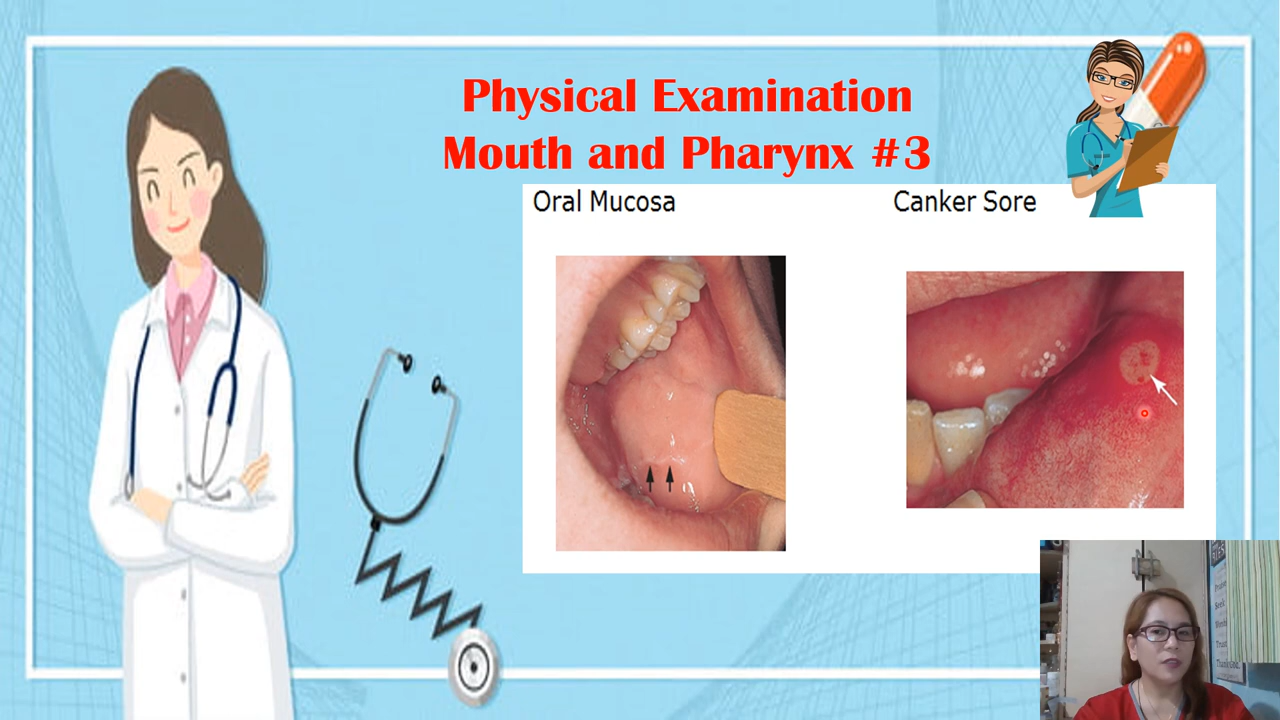 Physical Examination
Mouth and Pharynx #3
Oral Mucosa
Canker Sore